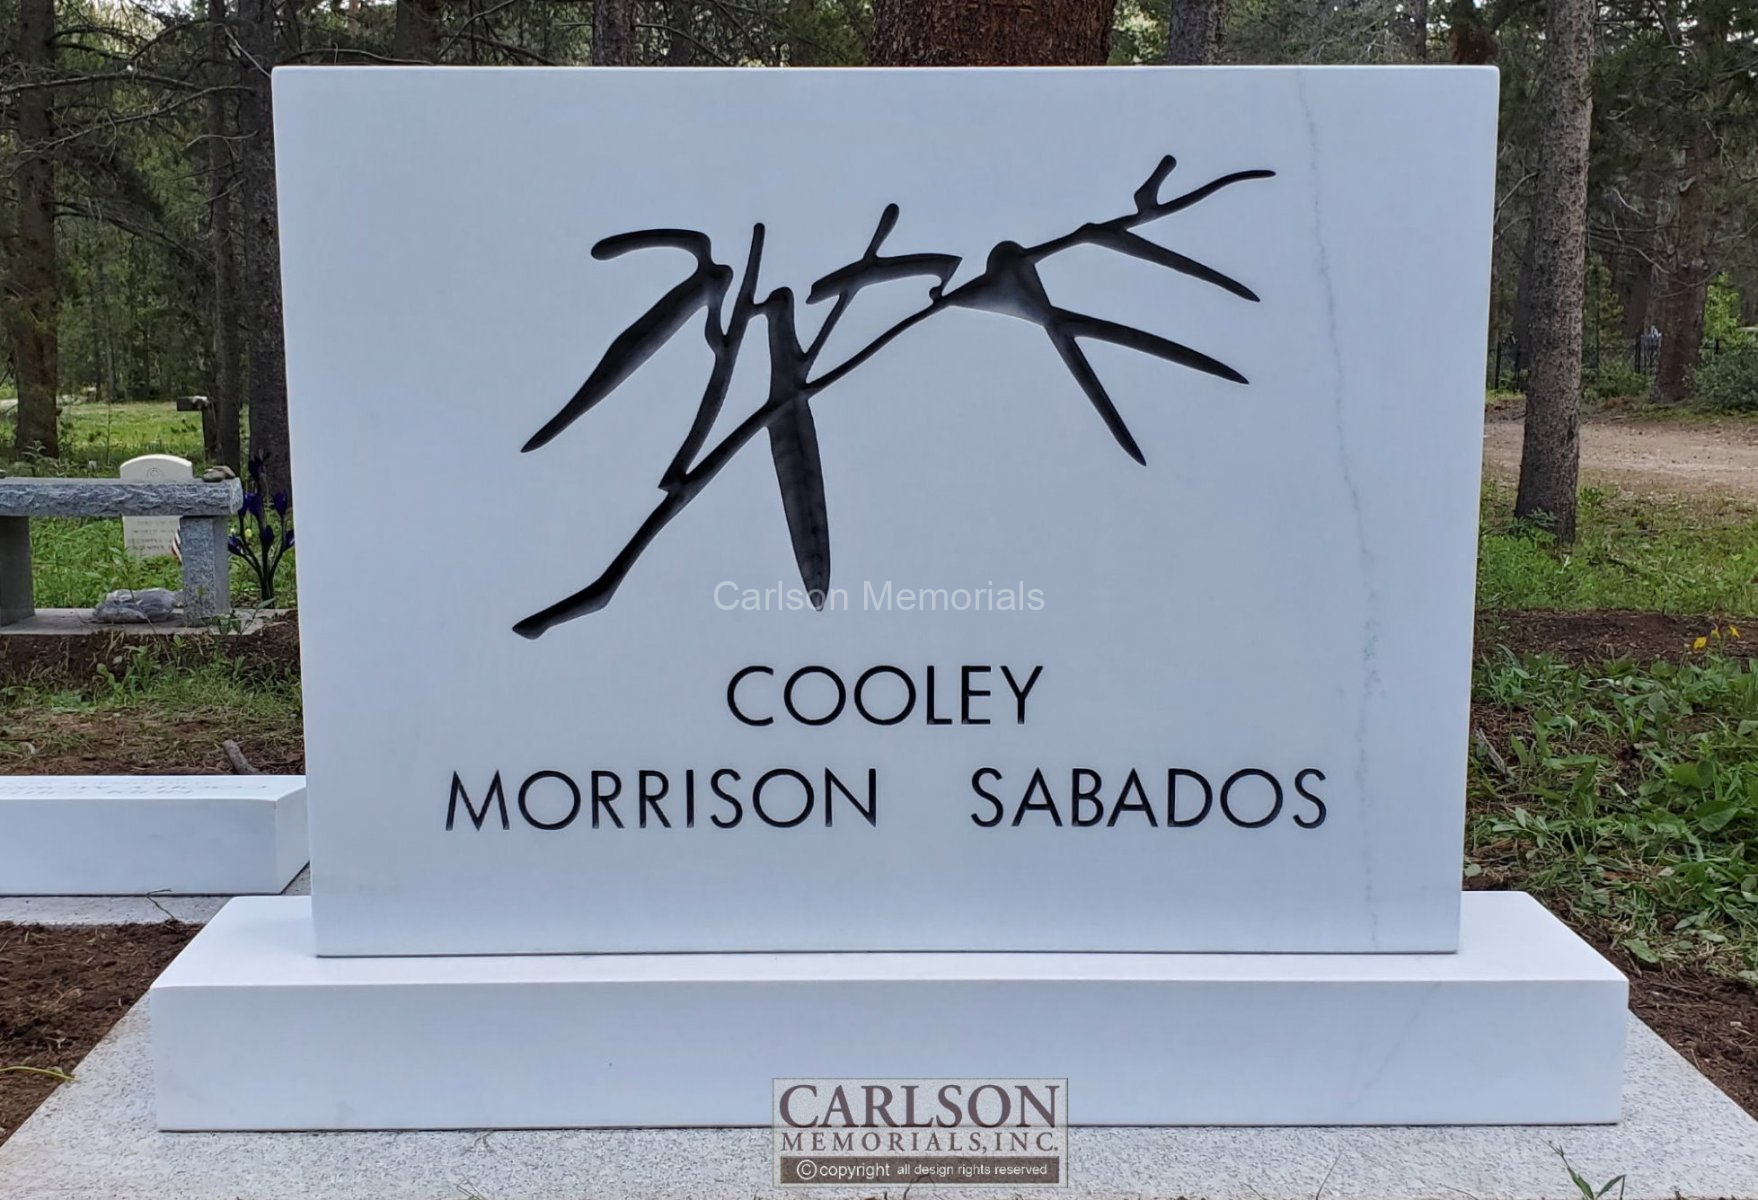 Carlson Memorials
COOLEY
MORRISON SABADOS
CARLSON
MEMORIALS, INC.
© copyright all design rights reserved